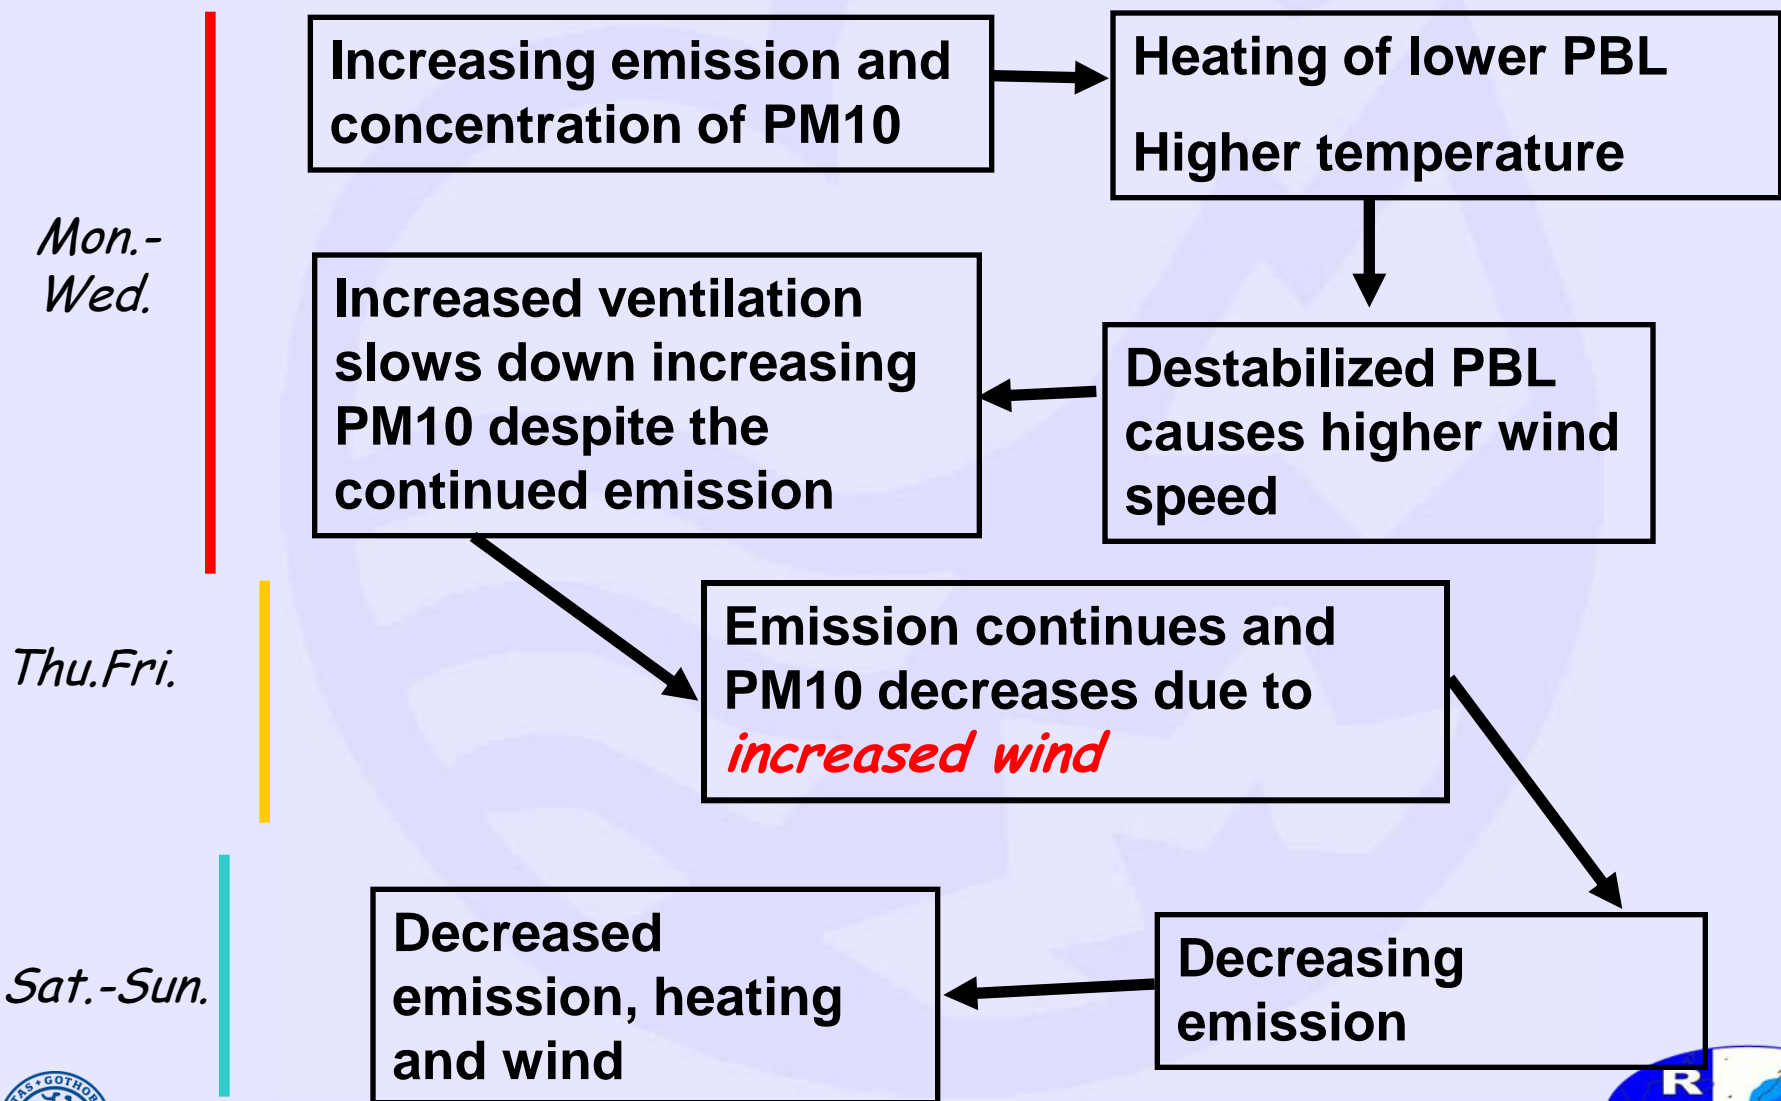 Increasing emission and
concentration of PM10
Heating of lower PBL
Higher temperature
Mon.-
Wed.
Increased ventilation
slows down increasing
PM10 despite the
continued emission
Destabilized PBL
causes higher wind
speed
Thu.Fri.
Emission continues and
PM10 decreases due to
increased wind
Sat.-Sun.
Decreased
emission, heating
and wind
Decreasing
emission
R